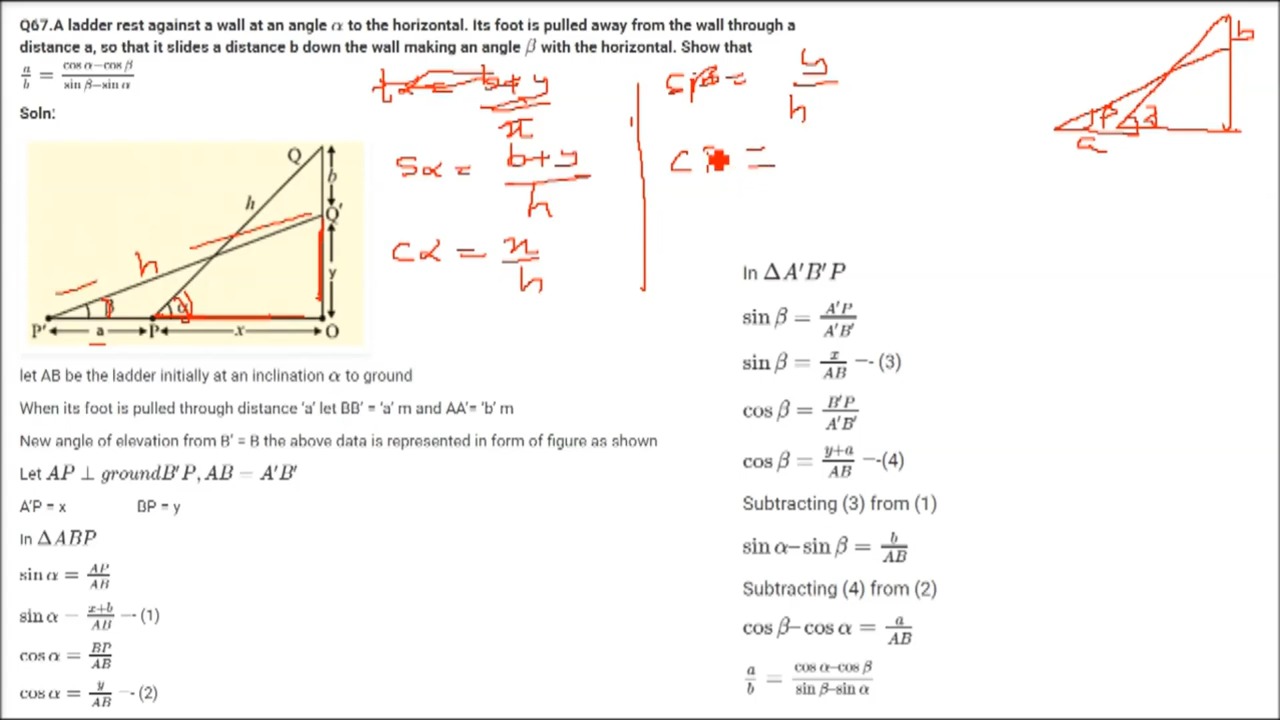 Q67.A ladder rest against a wall at an angle α to the horizontal. Its foot is pulled away from the wall through a
distance a, so that it slides a distance b down the wall making an angle β with the horizontal. Show that
a/b = cos α–cos β / sin β–sin α
Soln:
b+y / x
Sα = b+y / h
Cα = x / h
= y / h
C =
b
β α
a
Q
b
h
Q'
h
y
β α
P' a P x O
let AB be the ladder initially at an inclination α to ground
When its foot is pulled through distance 'a' let BB' = 'a' m and AA'= 'b' m
New angle of elevation from B' = B the above data is represented in form of figure as shown
Let AP ⊥ groundB'P, AB – A'B'
A'P = x BP = y
In ΔABP
sin α = AP/AB
sin α – x+b/AB –- (1)
cos α = BP/AB
cos α = y/AB –- (2)
In ΔA'B'P
sin β = A'P/A'B'
sin β = x/AB –- (3)
cos β = B'P/A'B'
cos β = y+a/AB –-(4)
Subtracting (3) from (1)
sin α–sin β = b/AB
Subtracting (4) from (2)
cos β–cos α = a/AB
a/b = cos α–cos β / sin β–sin α